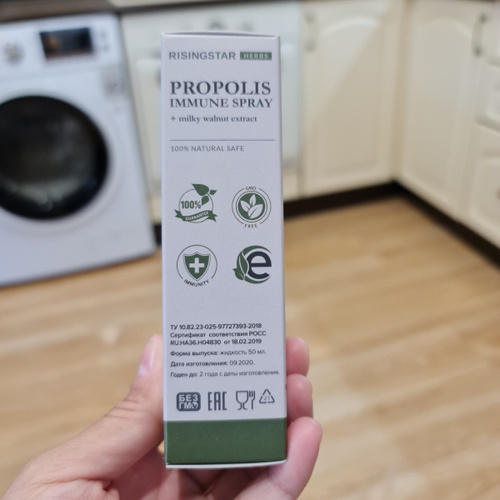 RISINGSTAR HERBS
PROPOLIS
IMMUNE SPRAY
+ milky walnut extract
100% NATURAL SAFE
100%
GUARANTEE
GMO
FREE
IMMUNITY
e
ТУ 10.82.23-025-97727393-2018
Сертификат соответствия РОСС
RU.HA36.H04830 от 18.02.2019
Форма выпуска: жидкость 50 мл.
Дата изготовления: 09.2020.
Годен до: 2 года с даты изготовления.
БЕЗ
ГМО
EAC